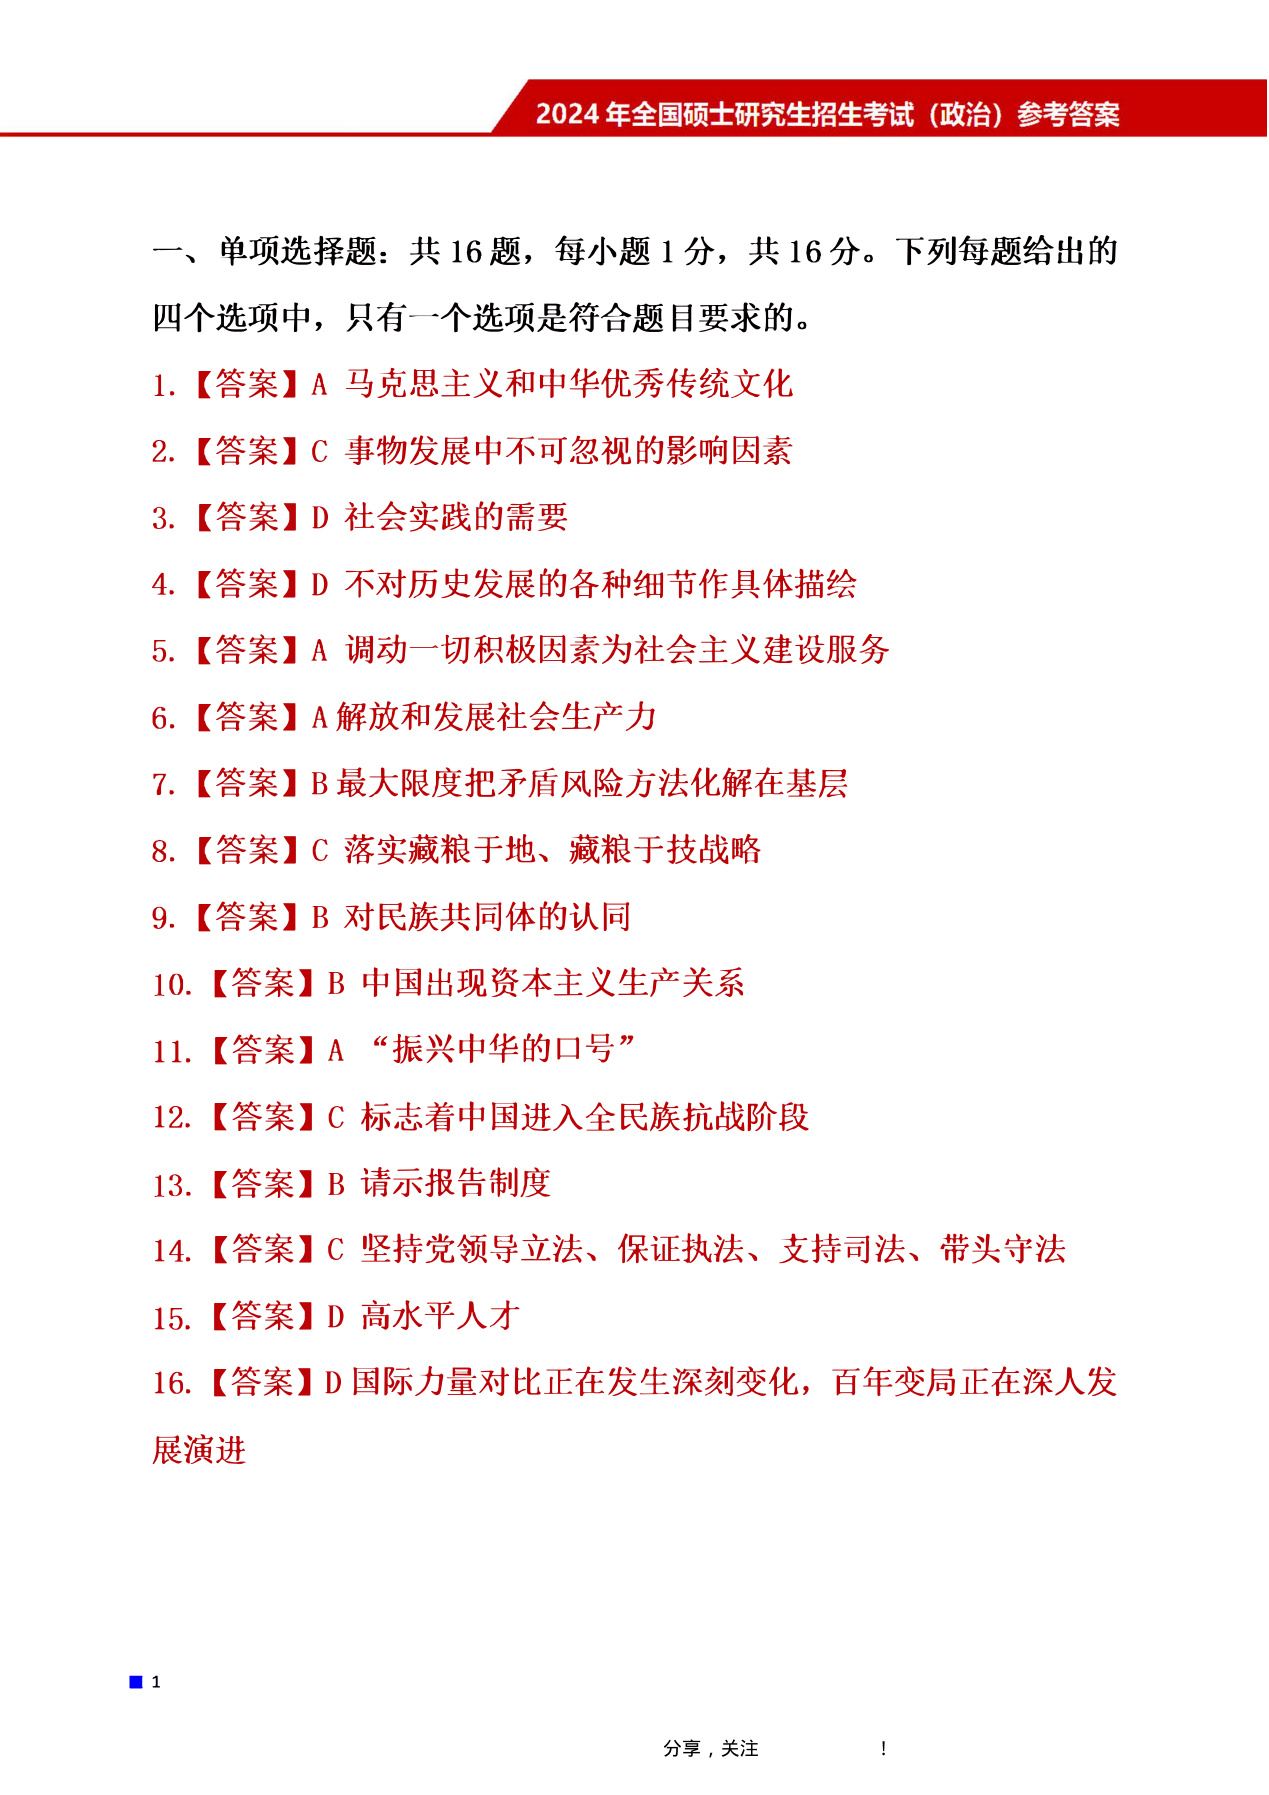 2024年全国硕士研究生招生考试（政治）参考答案
一、单项选择题：共16题，每小题1分，共16分。下列每题给出的
四个选项中，只有一个选项是符合题目要求的。
1.【答案】A 马克思主义和中华优秀传统文化
2.【答案】C 事物发展中不可忽视的影响因素
3.【答案】D 社会实践的需要
4.【答案】D 不对历史发展的各种细节作具体描绘
5.【答案】A 调动一切积极因素为社会主义建设服务
6.【答案】A解放和发展社会生产力
7.【答案】B最大限度把矛盾风险方法化解在基层
8.【答案】C 落实藏粮于地、藏粮于技战略
9.【答案】B 对民族共同体的认同
10.【答案】B 中国出现资本主义生产关系
11.【答案】A “振兴中华的口号”
12.【答案】C 标志着中国进入全民族抗战阶段
13.【答案】B 请示报告制度
14.【答案】C 坚持党领导立法、保证执法、支持司法、带头守法
15.【答案】D 高水平人才
16.【答案】D国际力量对比正在发生深刻变化，百年变局正在深入发
展演进
1
分享，关注 !